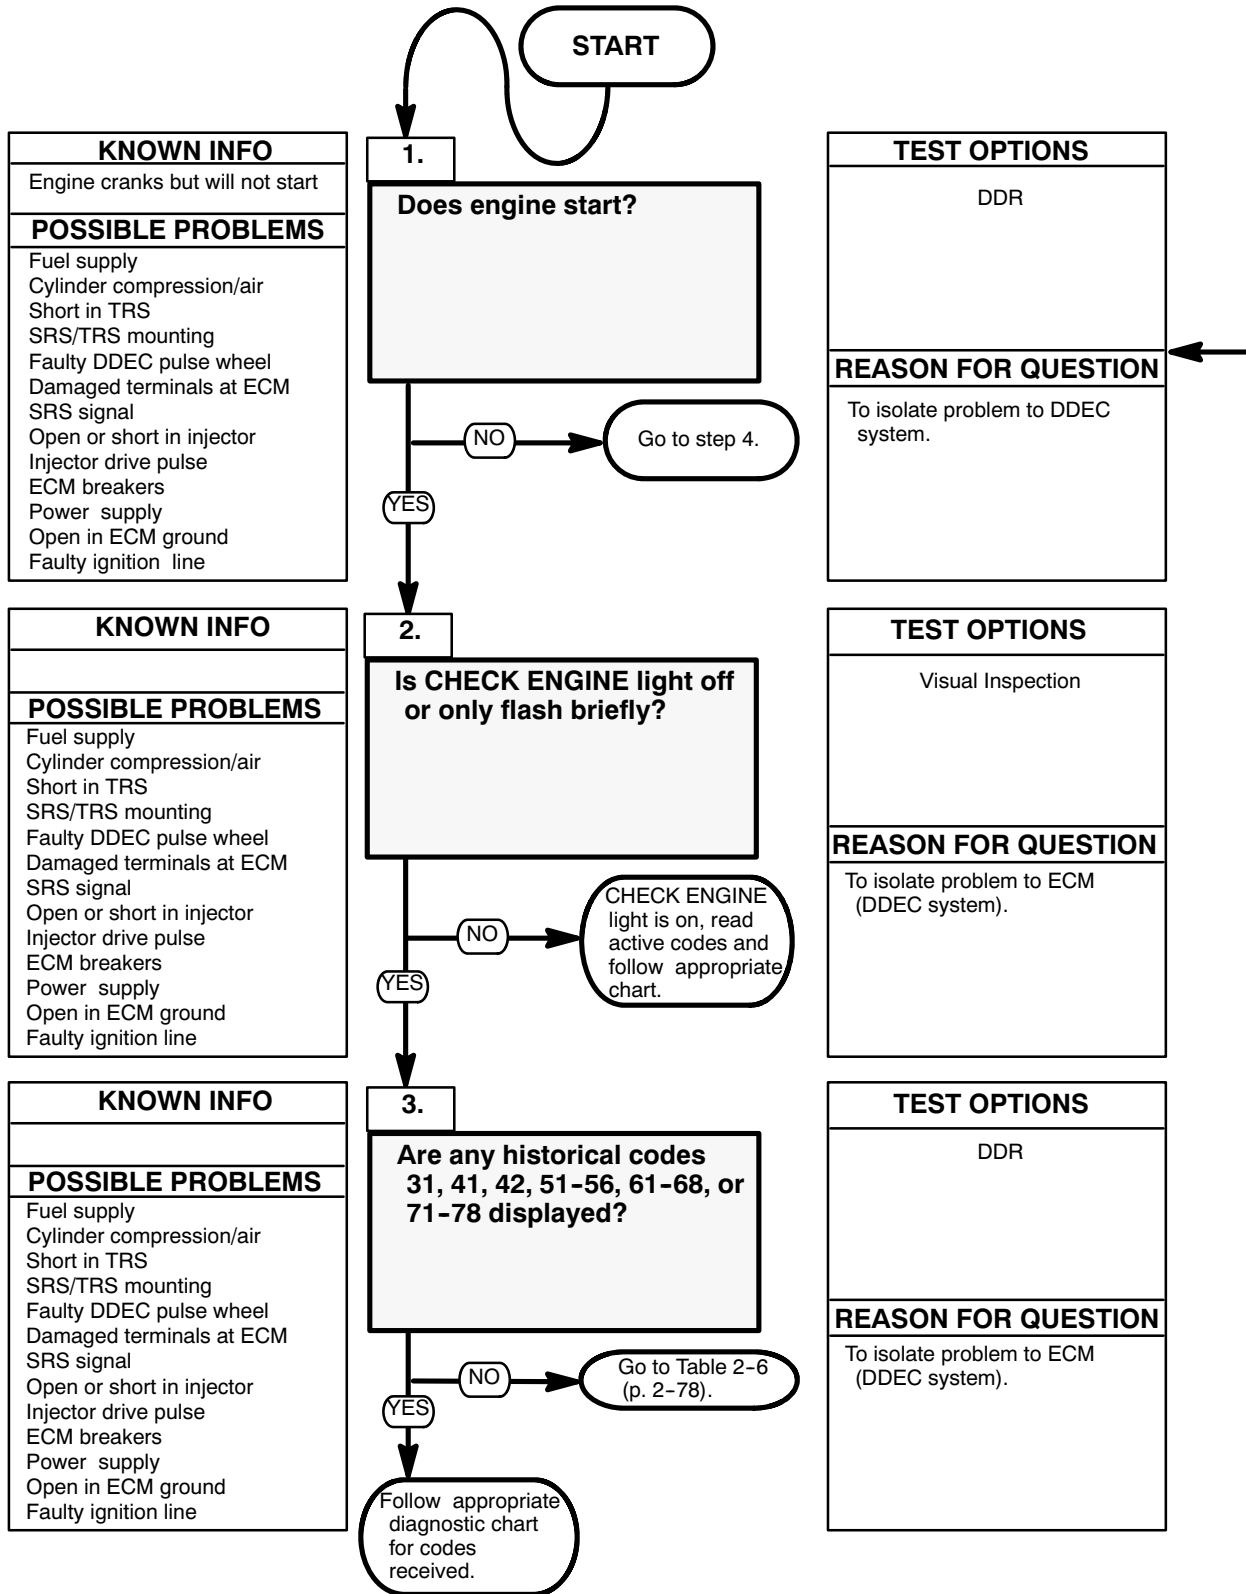 START
KNOWN INFO
Engine cranks but will not start
POSSIBLE PROBLEMS
Fuel supply
Cylinder compression/air
Short in TRS
SRS/TRS mounting
Faulty DDEC pulse wheel
Damaged terminals at ECM
SRS signal
Open or short in injector
Injector drive pulse
ECM breakers
Power supply
Open in ECM ground
Faulty ignition line
1.
Does engine start?
NO
Go to step 4.
YES
TEST OPTIONS
DDR
REASON FOR QUESTION
To isolate problem to DDEC
system.
KNOWN INFO
POSSIBLE PROBLEMS
Fuel supply
Cylinder compression/air
Short in TRS
SRS/TRS mounting
Faulty DDEC pulse wheel
Damaged terminals at ECM
SRS signal
Open or short in injector
Injector drive pulse
ECM breakers
Power supply
Open in ECM ground
Faulty ignition line
2.
Is CHECK ENGINE light off
or only flash briefly?
NO
CHECK ENGINE
light is on, read
active codes and
follow appropriate
chart.
YES
TEST OPTIONS
Visual Inspection
REASON FOR QUESTION
To isolate problem to ECM
(DDEC system).
KNOWN INFO
POSSIBLE PROBLEMS
Fuel supply
Cylinder compression/air
Short in TRS
SRS/TRS mounting
Faulty DDEC pulse wheel
Damaged terminals at ECM
SRS signal
Open or short in injector
Injector drive pulse
ECM breakers
Power supply
Open in ECM ground
Faulty ignition line
3.
Are any historical codes
31, 41, 42, 51-56, 61-68, or
71-78 displayed?
NO
Go to Table 2-6
(p. 2-78).
YES
Follow appropriate
diagnostic chart
for codes
received.
TEST OPTIONS
DDR
REASON FOR QUESTION
To isolate problem to ECM
(DDEC system).